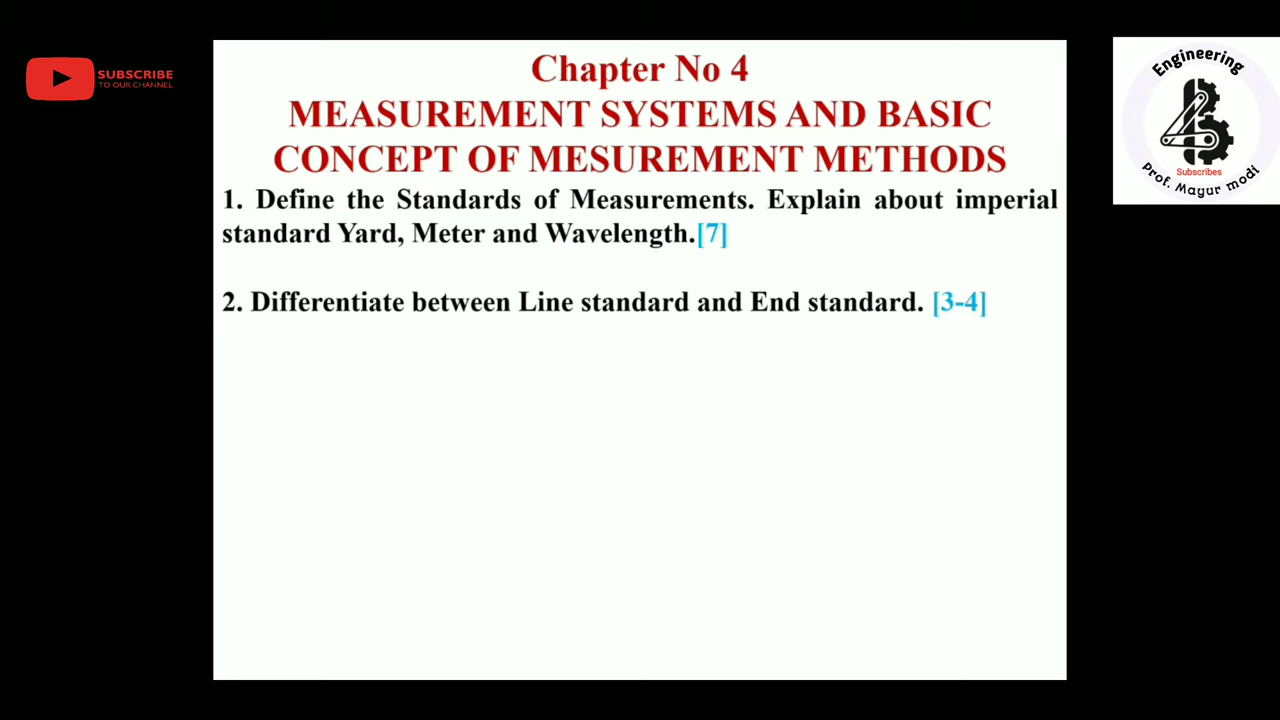 SUBSCRIBE
TO OUR CHANNEL
Chapter No 4
MEASUREMENT SYSTEMS AND BASIC
CONCEPT OF MESUREMENT METHODS
1. Define the Standards of Measurements. Explain about imperial
standard Yard, Meter and Wavelength.[7]
2. Differentiate between Line standard and End standard. [3-4]
Engineering
Subscribes
Prof. Mayur modi